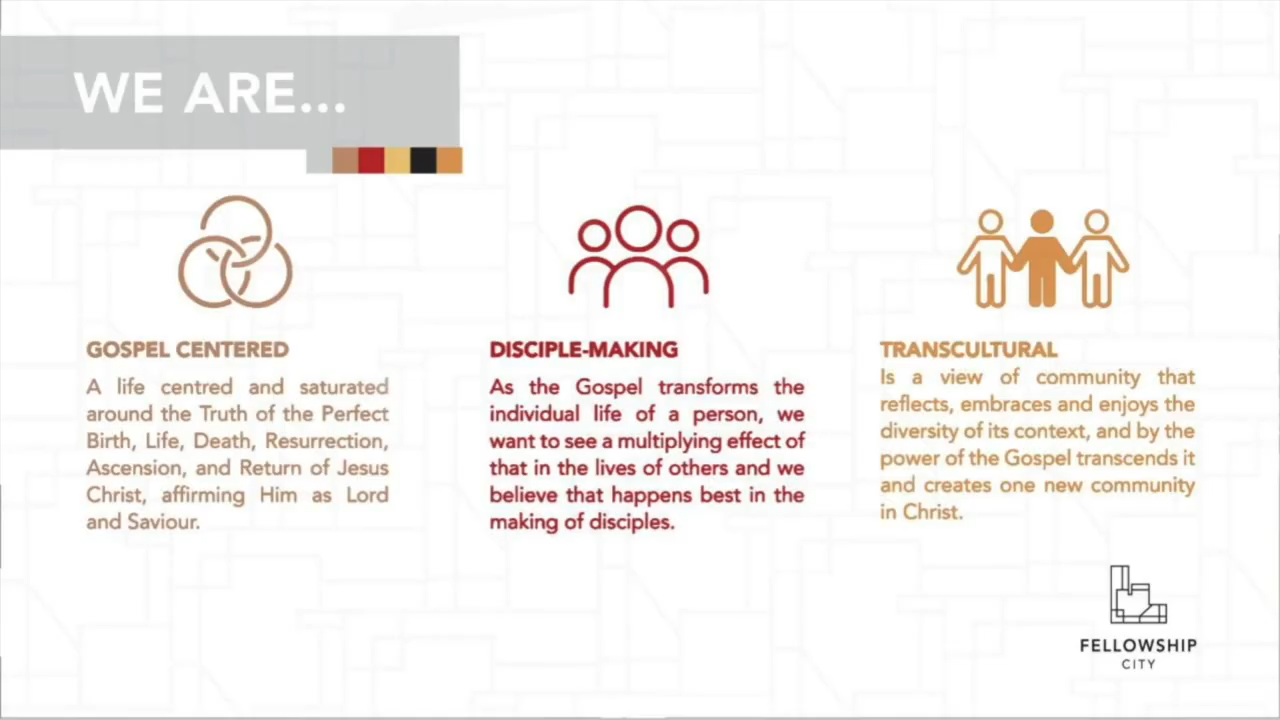 WE ARE...
GOSPEL CENTERED
A life centred and saturated
around the Truth of the Perfect
Birth, Life, Death, Resurrection,
Ascension, and Return of Jesus
Christ, affirming Him as Lord
and Saviour.
DISCIPLE-MAKING
As the Gospel transforms the
individual life of a person, we
want to see a multiplying effect of
that in the lives of others and we
believe that happens best in the
making of disciples.
TRANSCULTURAL
Is a view of community that
reflects, embraces and enjoys the
diversity of its context, and by the
power of the Gospel transcends it
and creates one new community
in Christ.
FELLOWSHIP
CITY